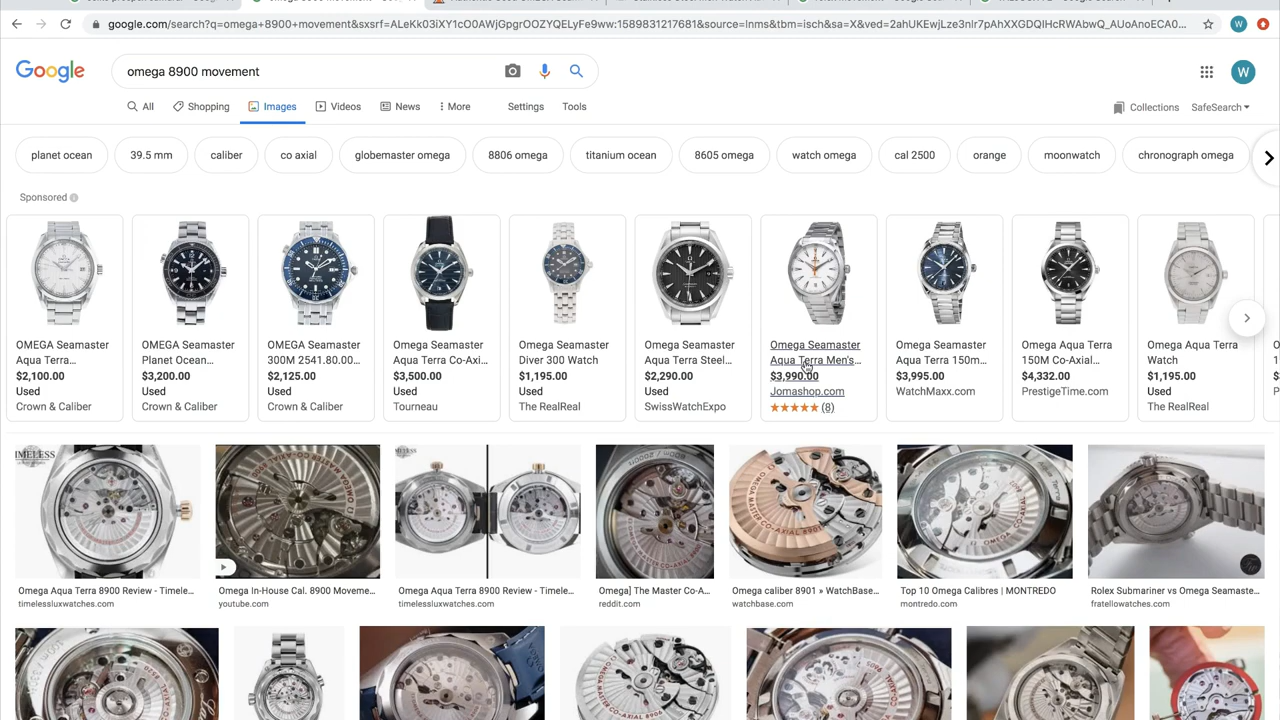 google.com/search?q=omega+8900+movement&sxsrf=ALeKk03iXY1cO0AWjGpgrOOZYQELyFe9ww:1589831217681&source=lnms&tbm=isch&sa=X&ved=2ahUKEwjLze3nlr7pAhXXGDQIHcRWAbwQ_AUoAnoECA0...
W
Google
omega 8900 movement
W
All
Shopping
Images
Videos
News
More
Settings
Tools
Collections
SafeSearch
planet ocean
39.5 mm
caliber
co axial
globemaster omega
8806 omega
titanium ocean
8605 omega
watch omega
cal 2500
orange
moonwatch
chronograph omega
Sponsored
OMEGA Seamaster
Aqua Terra...
$2,100.00
Used
Crown & Caliber
OMEGA Seamaster
Planet Ocean...
$3,200.00
Used
Crown & Caliber
OMEGA Seamaster
300M 2541.80.00...
$2,125.00
Used
Crown & Caliber
Omega Seamaster
Aqua Terra Co-Axi...
$3,500.00
Used
Tourneau
Omega Seamaster
Diver 300 Watch
$1,195.00
Used
The RealReal
Omega Seamaster
Aqua Terra Steel...
$2,290.00
Used
SwissWatchExpo
Omega Seamaster
Aqua Terra Men's...
$3,990.00
Jomashop.com
(8)
Omega Seamaster
Aqua Terra 150m...
$3,995.00
WatchMaxx.com
Omega Aqua Terra
150M Co-Axial...
$4,332.00
PrestigeTime.com
Omega Aqua Terra
Watch
$1,195.00
Used
The RealReal
Omega Aqua Terra 8900 Review - Timele...
timelessluxwatches.com
Omega In-House Cal. 8900 Moveme...
youtube.com
Omega Aqua Terra 8900 Review - Timele...
timelessluxwatches.com
Omega] The Master Co-A...
reddit.com
Omega caliber 8901 » WatchBase...
watchbase.com
Top 10 Omega Calibres | MONTREDO
montredo.com
Rolex Submariner vs Omega Seamaste...
fratellowatches.com